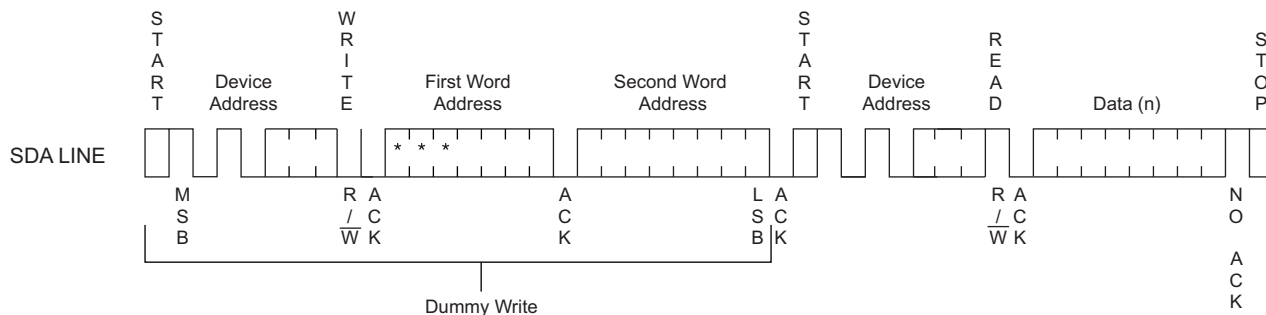 START
WRITE
START
READ
STOP
Device
Address
First Word
Address
Second Word
Address
Device
Address
Data (n)
SDA LINE
* * *
MSB
R/W
ACK
ACK
LSB
ACK
R/W
ACK
NO ACK
Dummy Write